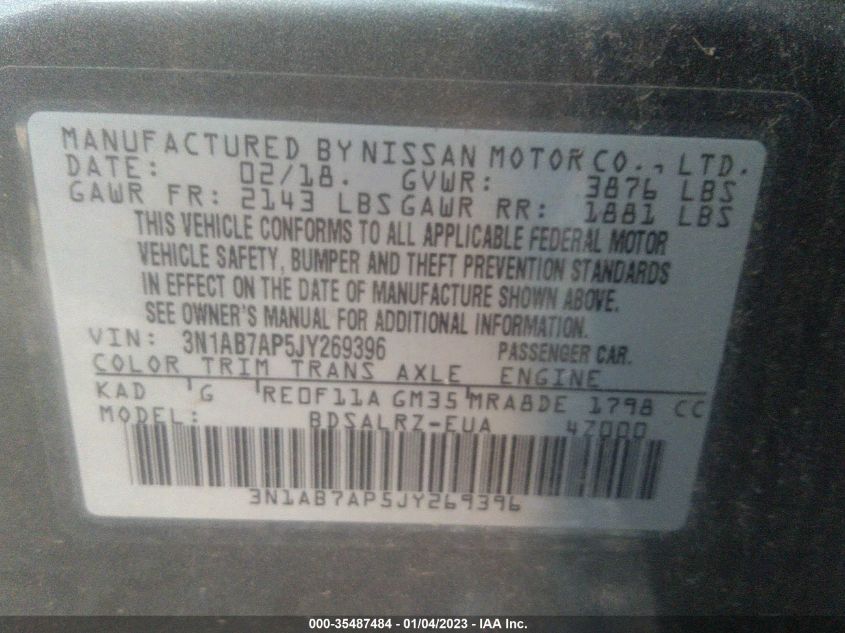 MANUFACTURED BY NISSAN MOTOR CO., LTD.
DATE: 02/18. GVWR: 3876 LBS
GAWR FR: 2143 LBS GAWR RR: 1881 LBS
THIS VEHICLE CONFORMS TO ALL APPLICABLE FEDERAL MOTOR
VEHICLE SAFETY, BUMPER AND THEFT PREVENTION STANDARDS
IN EFFECT ON THE DATE OF MANUFACTURE SHOWN ABOVE.
SEE OWNER'S MANUAL FOR ADDITIONAL INFORMATION.
VIN: 3N1AB7AP5JY269396 PASSENGER CAR.
COLOR TRIM TRANS AXLE ENGINE
KAD G RE0F11A GM35 MRA8DE 1798 CC
MODEL: BDSALRZ-EUA 47000
3N1AB7AP5JY269396
000-35487484 - 01/04/2023 - IAA Inc.